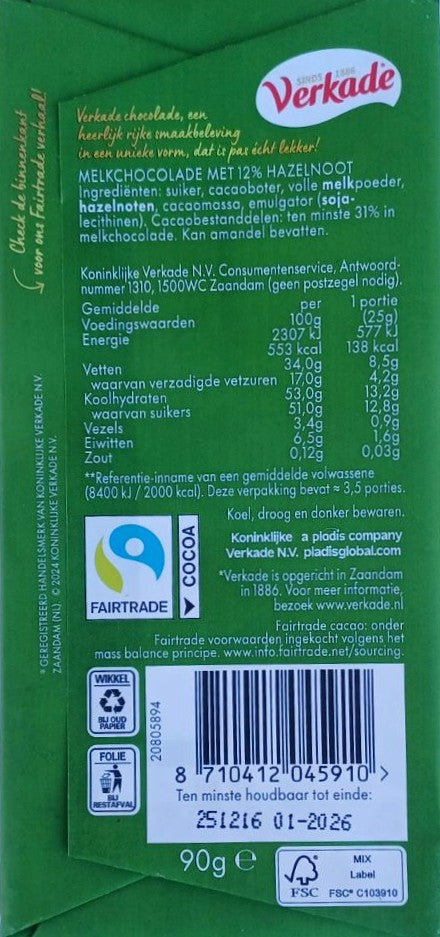 SINDS 1886
Verkade
Verkade chocolade, een
heerlijk rijke smaakbeleving
in een unieke vorm, dat is pas écht lekker!
Check de binnenkant
voor ons Fairtrade verhaal!
MELKCHOCOLADE MET 12% HAZELNOOT
Ingrediënten: suiker, cacaoboter, volle melkpoeder,
hazelnoten, cacaomassa, emulgator (soja-
lecithinen). Cacaobestanddelen: ten minste 31% in
melkchocolade. Kan amandel bevatten.
Koninklijke Verkade N.V. Consumentenservice, Antwoord-
nummer 1310, 1500WC Zaandam (geen postzegel nodig).
Gemiddelde per 1 portie
Voedingswaarden 100g (25g)
Energie 2307 kJ 577 kJ
553 kcal 138 kcal
Vetten 34,0g 8,5g
waarvan verzadigde vetzuren 17,0g 4,2g
Koolhydraten 53,0g 13,2g
waarvan suikers 51,0g 12,8g
Vezels 3,4g 0,9g
Eiwitten 6,5g 1,6g
Zout 0,12g 0,03g
**Referentie-inname van een gemiddelde volwassene
(8400 kJ / 2000 kcal). Deze verpakking bevat ≈ 3,5 porties.
Koel, droog en donker bewaren.
Koninklijke a pladis company
Verkade N.V. pladisglobal.com
*Verkade is opgericht in Zaandam
in 1886. Voor meer informatie,
bezoek www.verkade.nl
FAIRTRADE
COCOA
Fairtrade cacao: onder
Fairtrade voorwaarden ingekocht volgens het
mass balance principe. www.info.fairtrade.net/sourcing.
* GEREGISTREERD HANDELSMERK VAN KONINKLIJKE VERKADE N.V.
ZAANDAM (NL) © 2024 KONINKLIJKE VERKADE N.V.
WIKKEL
BIJ OUD
PAPIER
FOLIE
BIJ
RESTAFVAL
20805894
8 710412 045910 >
Ten minste houdbaar tot einde:
251216 01-2026
90g e
FSC
MIX
Label
FSC® C103910